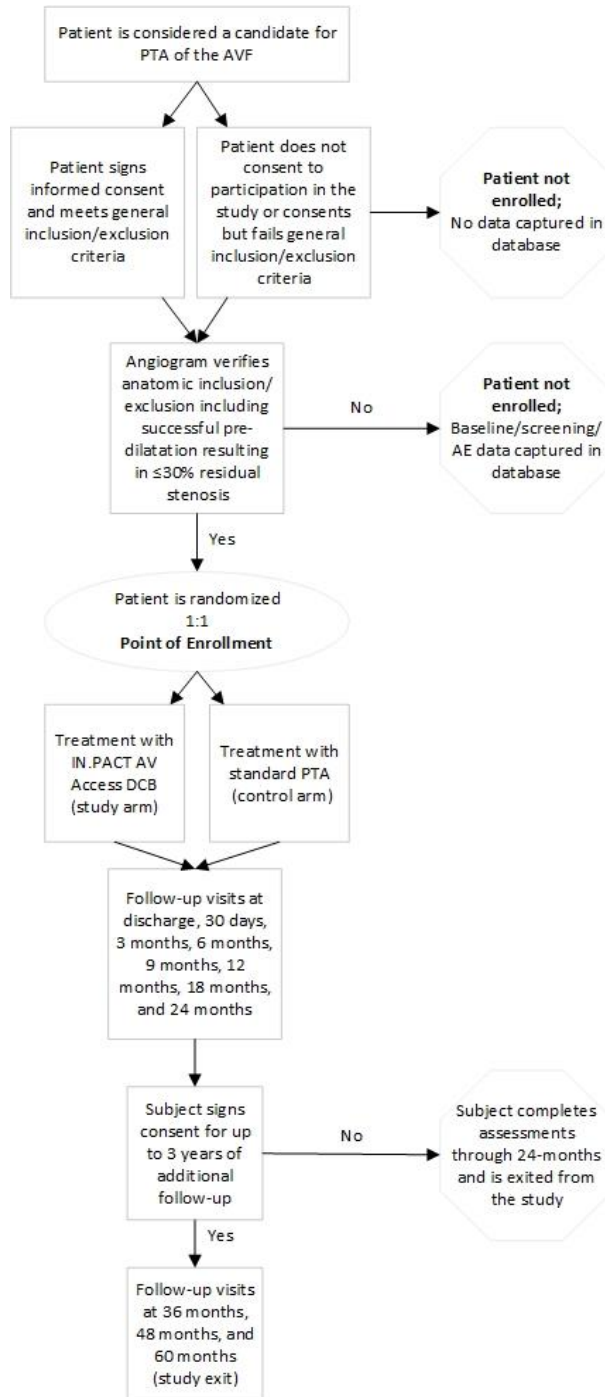 Patient is considered a candidate for
PTA of the AVF
Patient signs
informed consent
and meets general
inclusion/exclusion
criteria
Patient does not
consent to
participation in the
study or consents
but fails general
inclusion/exclusion
criteria
Patient not
enrolled;
No data captured in
database
Angiogram verifies
anatomic inclusion/
exclusion including
successful pre-
dilatation resulting
in ≤30% residual
stenosis
No
Patient not
enrolled;
Baseline/screening/
AE data captured in
database
Yes
Patient is randomized
1:1
Point of Enrollment
Treatment with
IN.PACT AV
Access DCB
(study arm)
Treatment with
standard PTA
(control arm)
Follow-up visits at
discharge, 30 days,
3 months, 6 months,
9 months, 12
months, 18 months,
and 24 months
Subject signs
consent for up
to 3 years of
additional
follow-up
No
Subject completes
assessments
through 24-months
and is exited from
the study
Yes
Follow-up visits
at 36 months,
48 months, and
60 months
(study exit)